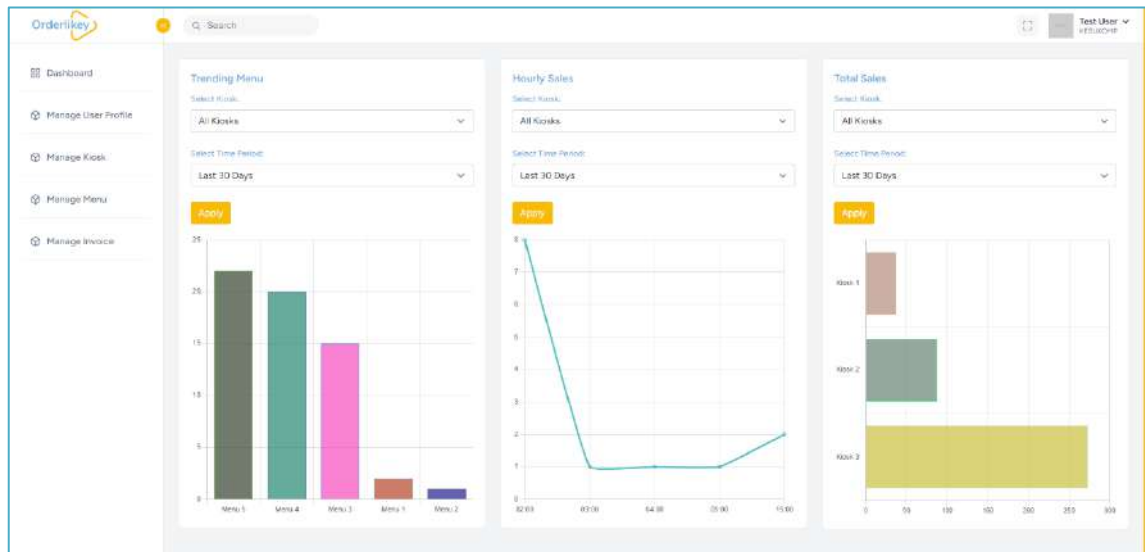 Orderlikey
Search
Test User
Dashboard
Manage User Profile
Manage Kiosk
Manage Menu
Manage Invoice
Trending Menu
Select Kiosk:
All Kiosks
Select Time Period:
Last 30 Days
Apply
25
20
15
10
5
0
Menu 5
Menu 4
Menu 3
Menu 1
Menu 2
Hourly Sales
Select Kiosk:
All Kiosks
Select Time Period:
Last 30 Days
Apply
8
7
6
5
4
3
2
1
0
02:00
03:00
04:00
15:00
Total Sales
Select Kiosk:
All Kiosks
Select Time Period:
Last 30 Days
Apply
Kiosk 1
Kiosk 2
Kiosk 3
0
50
100
150
200
250
300